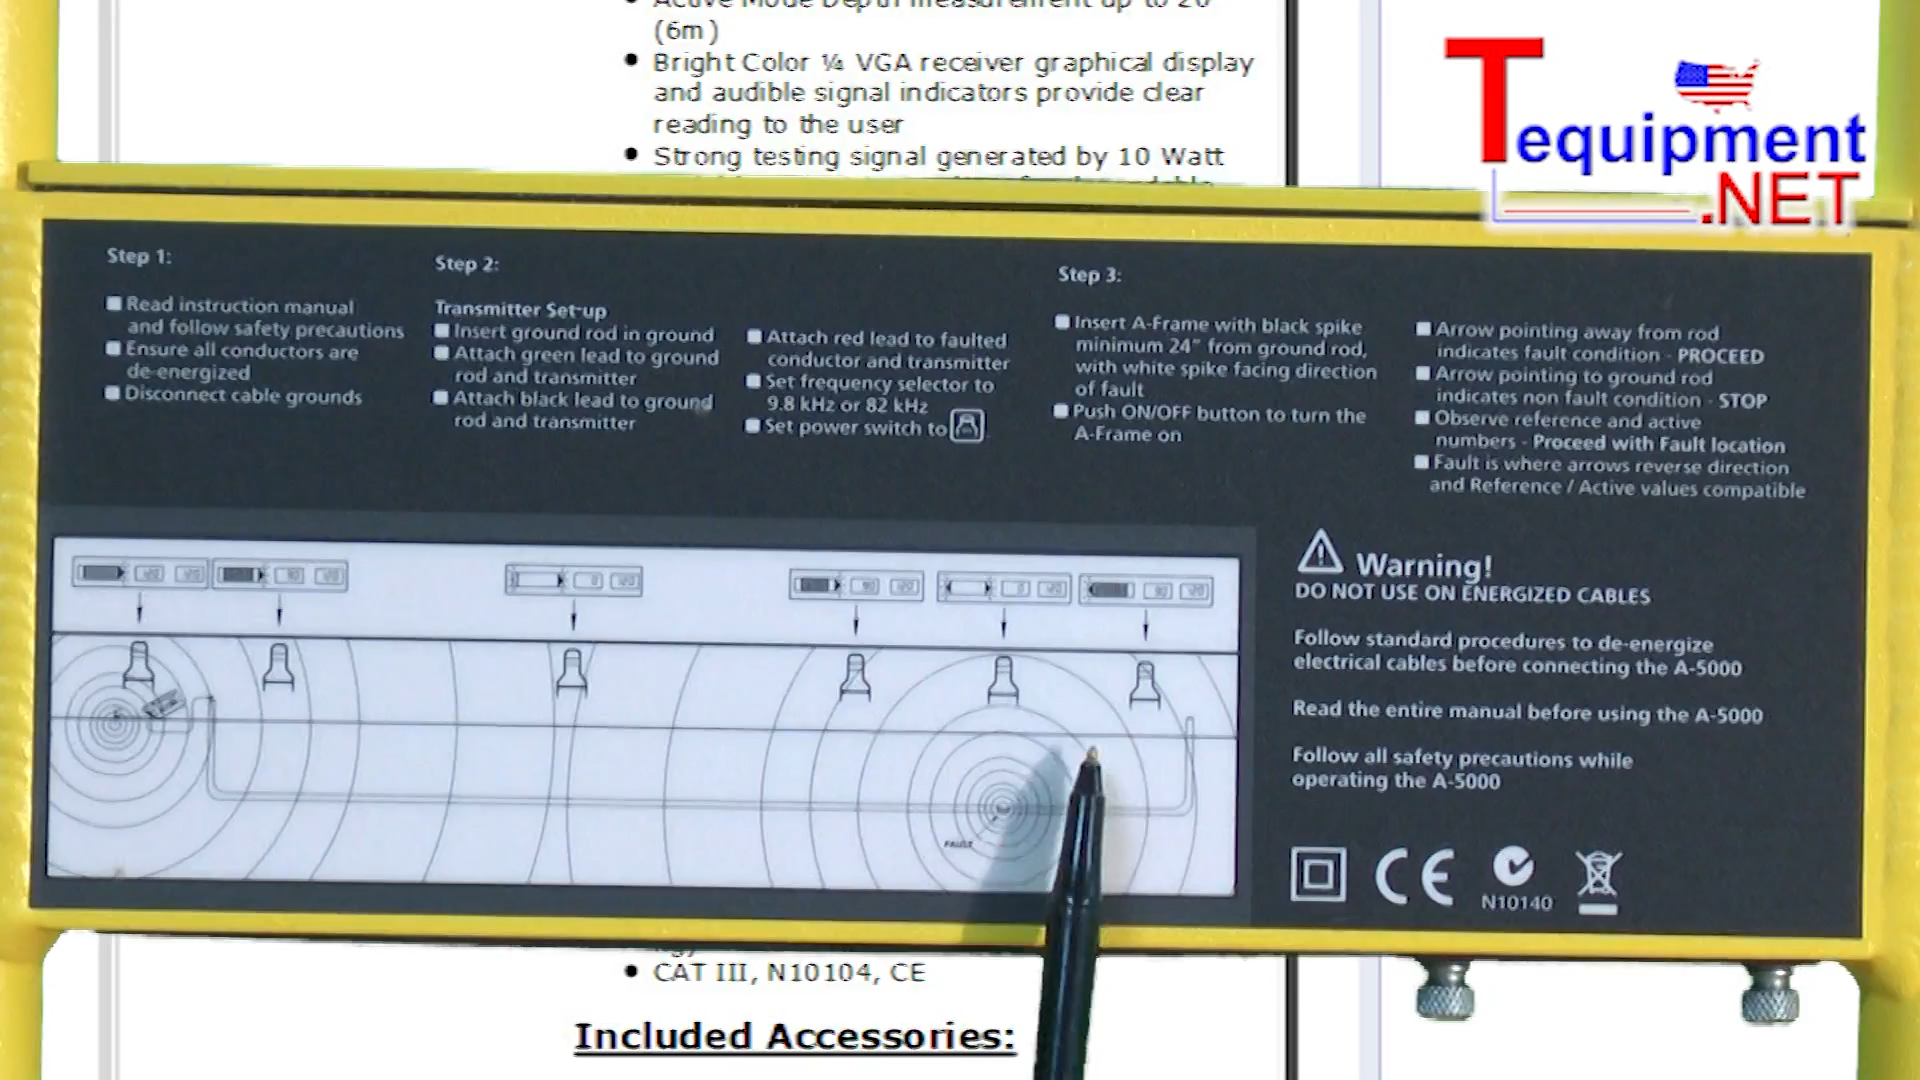 (6m)
Bright Color ¼ VGA receiver graphical display
and audible signal indicators provide clear
reading to the user
Strong testing signal generated by 10 Watt
Tequipment
.NET
Step 1:
Read instruction manual
and follow safety precautions
Ensure all conductors are
de-energized
Disconnect cable grounds
Step 2:
Transmitter Set-up
Insert ground rod in ground
Attach green lead to ground
rod and transmitter
Attach black lead to ground
rod and transmitter
Attach red lead to faulted
conductor and transmitter
Set frequency selector to
9.8 kHz or 82 kHz
Set power switch to
Step 3:
Insert A-Frame with black spike
minimum 24" from ground rod,
with white spike facing direction
of fault
Push ON/OFF button to turn the
A-Frame on
Arrow pointing away from rod
indicates fault condition - PROCEED
Arrow pointing to ground rod
indicates non fault condition - STOP
Observe reference and active
numbers - Proceed with Fault location
Fault is where arrows reverse direction
and Reference / Active values compatible
FAULT
Warning!
DO NOT USE ON ENERGIZED CABLES
Follow standard procedures to de-energize
electrical cables before connecting the A-5000
Read the entire manual before using the A-5000
Follow all safety precautions while
operating the A-5000
CE
N10140
CAT III, N10104, CE
Included Accessories: